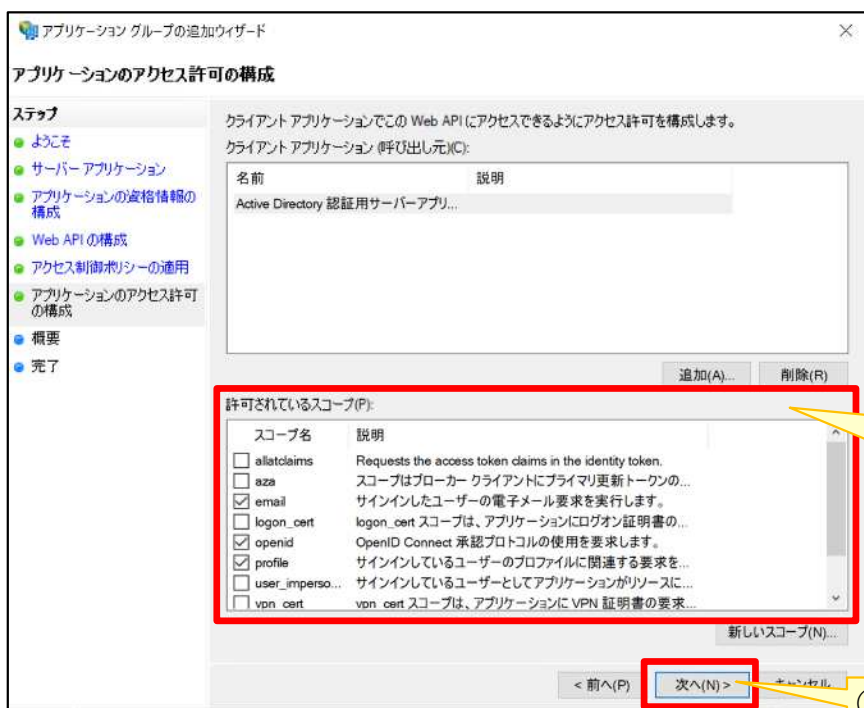 アプリケーション グループの追加ウィザード
アプリケーションのアクセス許可の構成
ステップ
ようこそ
サーバー アプリケーション
アプリケーションの資格情報の
構成
Web API の構成
アクセス制御ポリシーの適用
アプリケーションのアクセス許可
の構成
概要
完了
クライアント アプリケーションでこの Web API にアクセスできるようにアクセス許可を構成します。
クライアント アプリケーション (呼び出し元)(C):
名前 説明
Active Directory 認証用サーバーアプリ...
追加(A)... 削除(R)
許可されているスコープ(P):
スコープ名 説明
allatclaims Requests the access token claims in the identity token.
aza スコープはブローカー クライアントにプライマリ更新トークンの...
email サインインしたユーザーの電子メール要求を実行します。
logon_cert logon_cert スコープは、アプリケーションにログオン証明書の...
openid OpenID Connect 承認プロトコルの使用を要求します。
profile サインインしているユーザーのプロファイルに関連する要求を...
user_imperso... サインインしているユーザーとしてアプリケーションがリソースに...
vpn_cert vpn_cert スコープは、アプリケーションに VPN 証明書の要求...
新しいスコープ(N)...
< 前へ(P) 次へ(N) > キャンセル